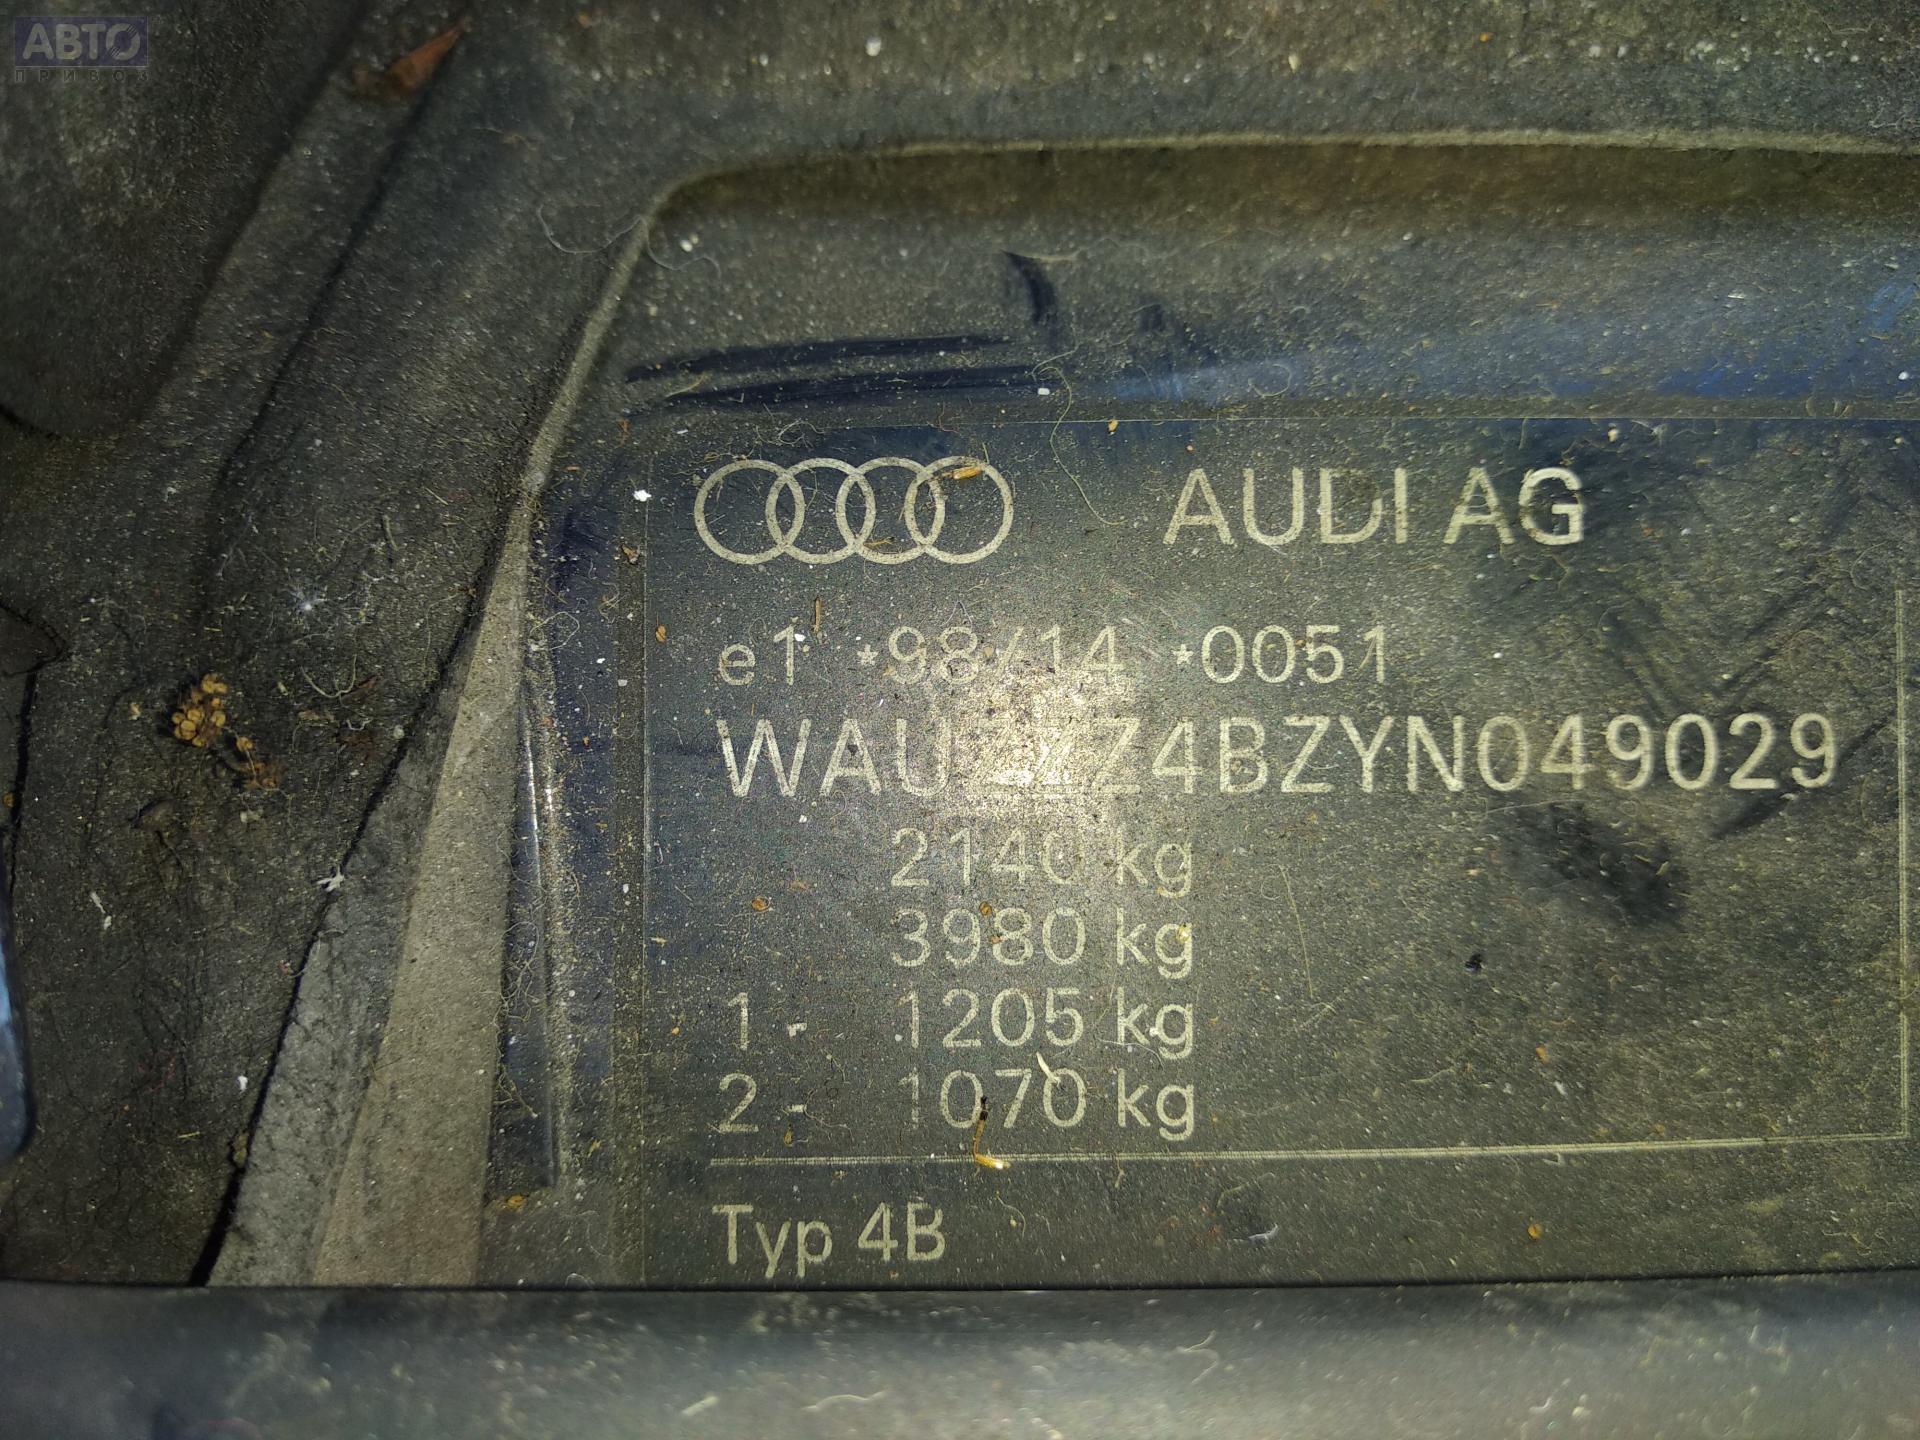 АВТО
ПРИВОЗ
AUDI AG
e1 *98/14 *0051
WAUZZZ4BZYN049029
2140 kg
3980 kg
1 - 1205 kg
2 - 1070 kg
Typ 4B